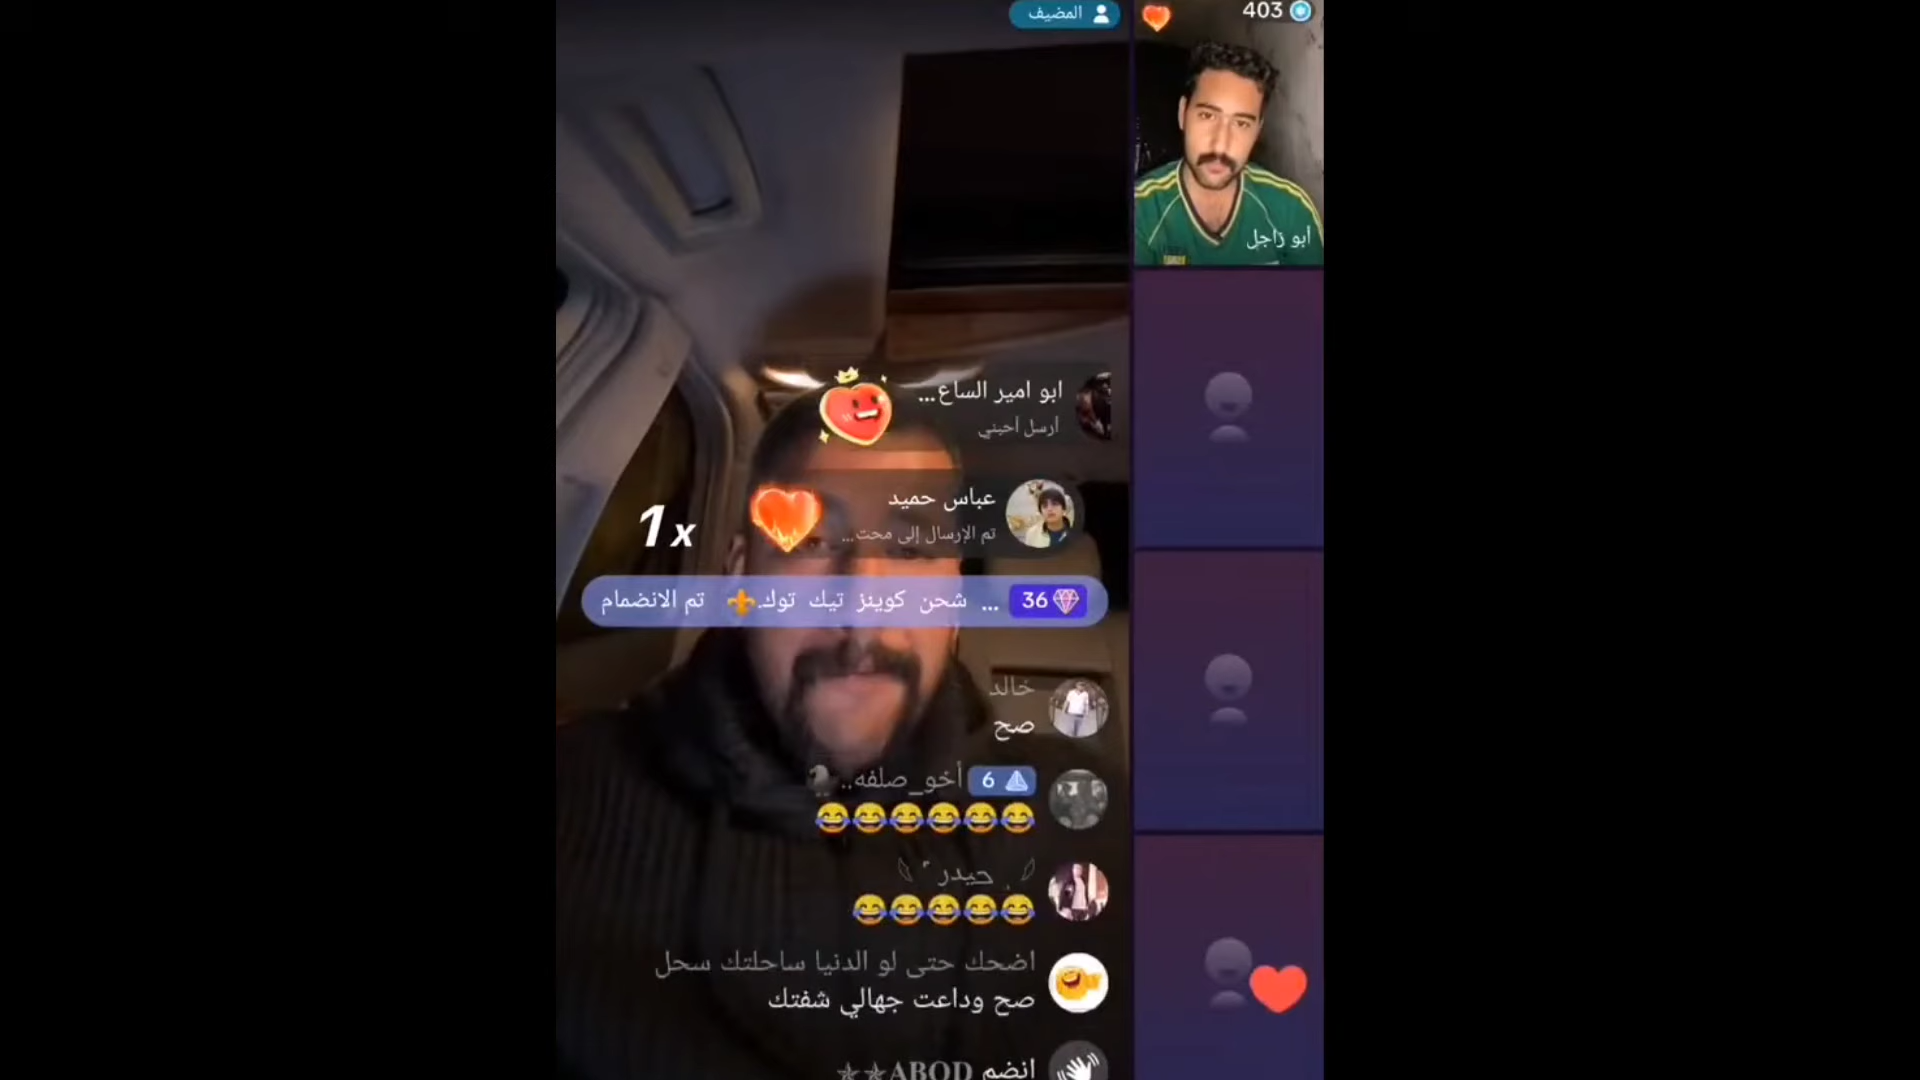 المضيف
403
أبو زاجل
ابو امير الساع...
أرسل أحبني
عباس حميد
تم الإرسال إلى محت...
1x
36 ... شحن كوينز تيك توك. تم الانضمام
خالد
صح
6 أخو_صلفه..
😂😂😂😂😂😂
حيدر
😂😂😂😂😂
اضحك حتى لو الدنيا ساحلتك سحل
صح وداعت جهالي شفتك
انضم ABOD★★